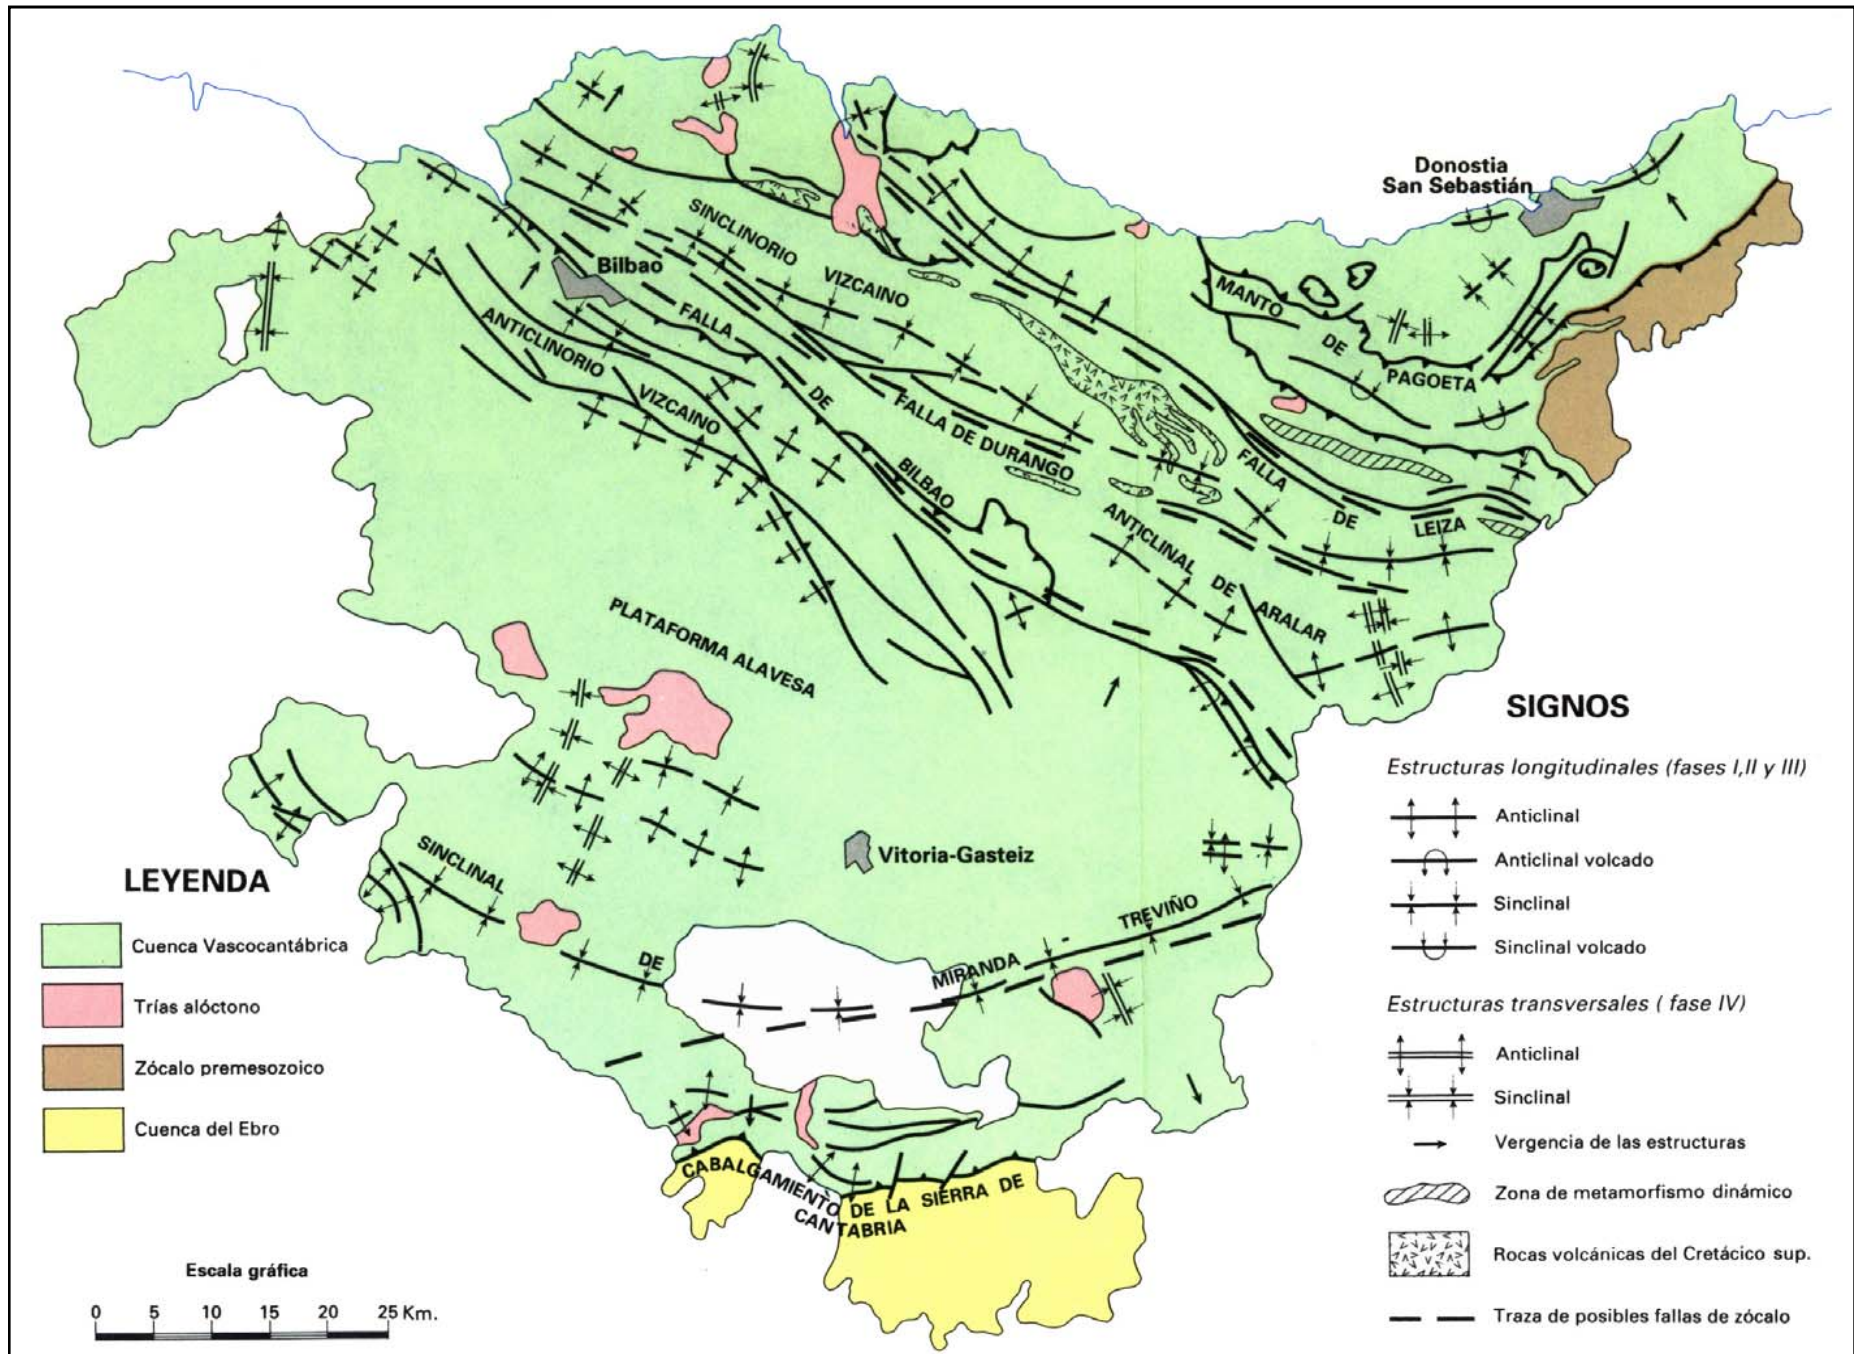 Donostia
San Sebastián
SINCLINORIO VIZCAINO
Bilbao
MANTO DE PAGOETA
FALLA DE BILBAO
ANTICLINORIO VIZCAINO
FALLA DE DURANGO
FALLA DE LEIZA
ANTICLINAL DE ARALAR
PLATAFORMA ALAVESA
Vitoria-Gasteiz
SINCLINAL DE MIRANDA TREVIÑO
CABALGAMIENTO DE LA SIERRA DE
CANTABRIA
LEYENDA
Cuenca Vascocantábrica
Trías alóctono
Zócalo premesozoico
Cuenca del Ebro
Escala gráfica
0 5 10 15 20 25 Km.
SIGNOS
Estructuras longitudinales (fases I,II y III)
Anticlinal
Anticlinal volcado
Sinclinal
Sinclinal volcado
Estructuras transversales ( fase IV)
Anticlinal
Sinclinal
Vergencia de las estructuras
Zona de metamorfismo dinámico
Rocas volcánicas del Cretácico sup.
Traza de posibles fallas de zócalo